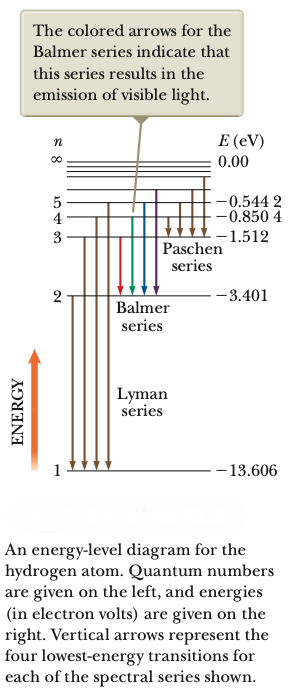 The colored arrows for the
Balmer series indicate that
this series results in the
emission of visible light.
n
E (eV)
∞
0.00
5
−0.544 2
4
−0.850 4
3
−1.512
Paschen
series
2
−3.401
Balmer
series
ENERGY
Lyman
series
1
−13.606
An energy-level diagram for the
hydrogen atom. Quantum numbers
are given on the left, and energies
(in electron volts) are given on the
right. Vertical arrows represent the
four lowest-energy transitions for
each of the spectral series shown.